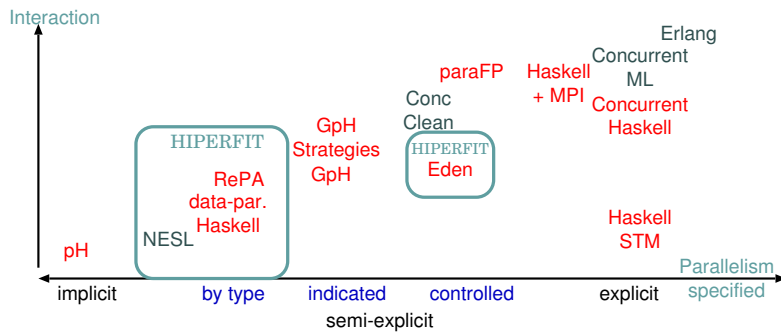 Interaction
Erlang
Concurrent
ML
paraFP
Haskell
+ MPI
Conc
Clean
Concurrent
Haskell
GpH
Strategies
GpH
HIPERFIT
HIPERFIT
Eden
RePA
data-par.
Haskell
NESL
pH
Haskell
STM
Parallelism
specified
implicit
by type
indicated
controlled
explicit
semi-explicit